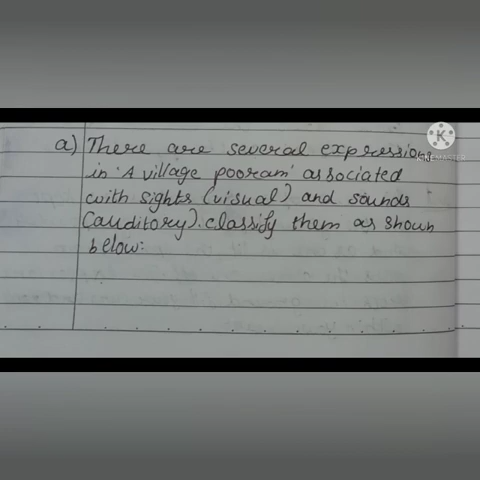 a) There are several expressions
in 'A village pooram' associated
with sights (visual) and sounds
(auditory). classify them as shown
below:
K
KINEMASTER